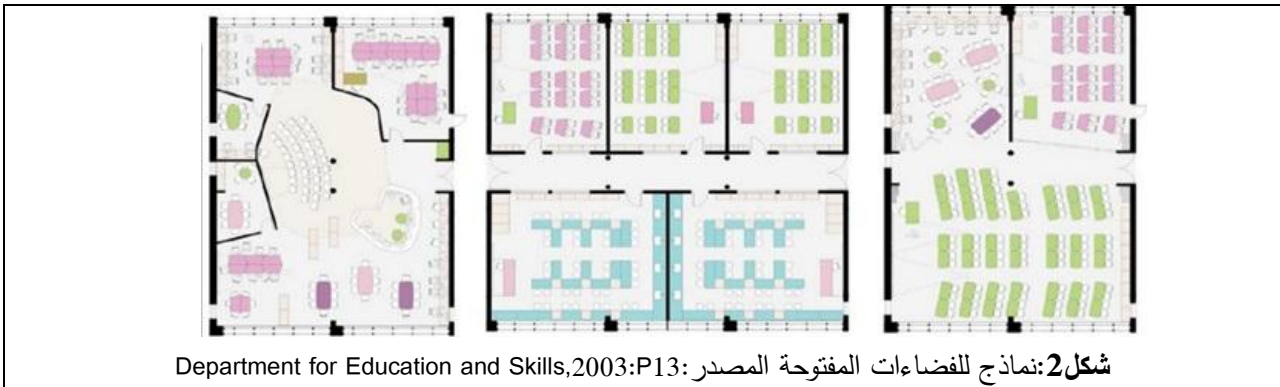 شكل2:نماذج للفضاءات المفتوحة المصدر :Department for Education and Skills,2003:P13